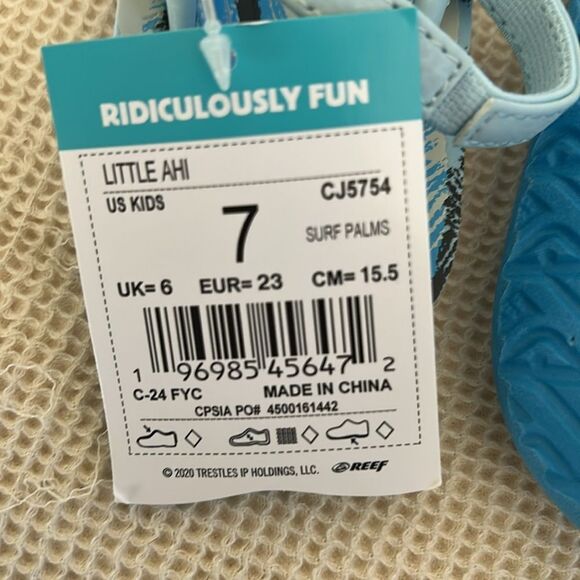 RIDICULOUSLY FUN
LITTLE AHI
US KIDS
CJ5754
7
SURF PALMS
UK= 6 EUR= 23 CM= 15.5
1 96985 45647 2
C-24 FYC MADE IN CHINA
CPSIA PO# 4500161442
© 2020 TRESTLES IP HOLDINGS, LLC. REEF